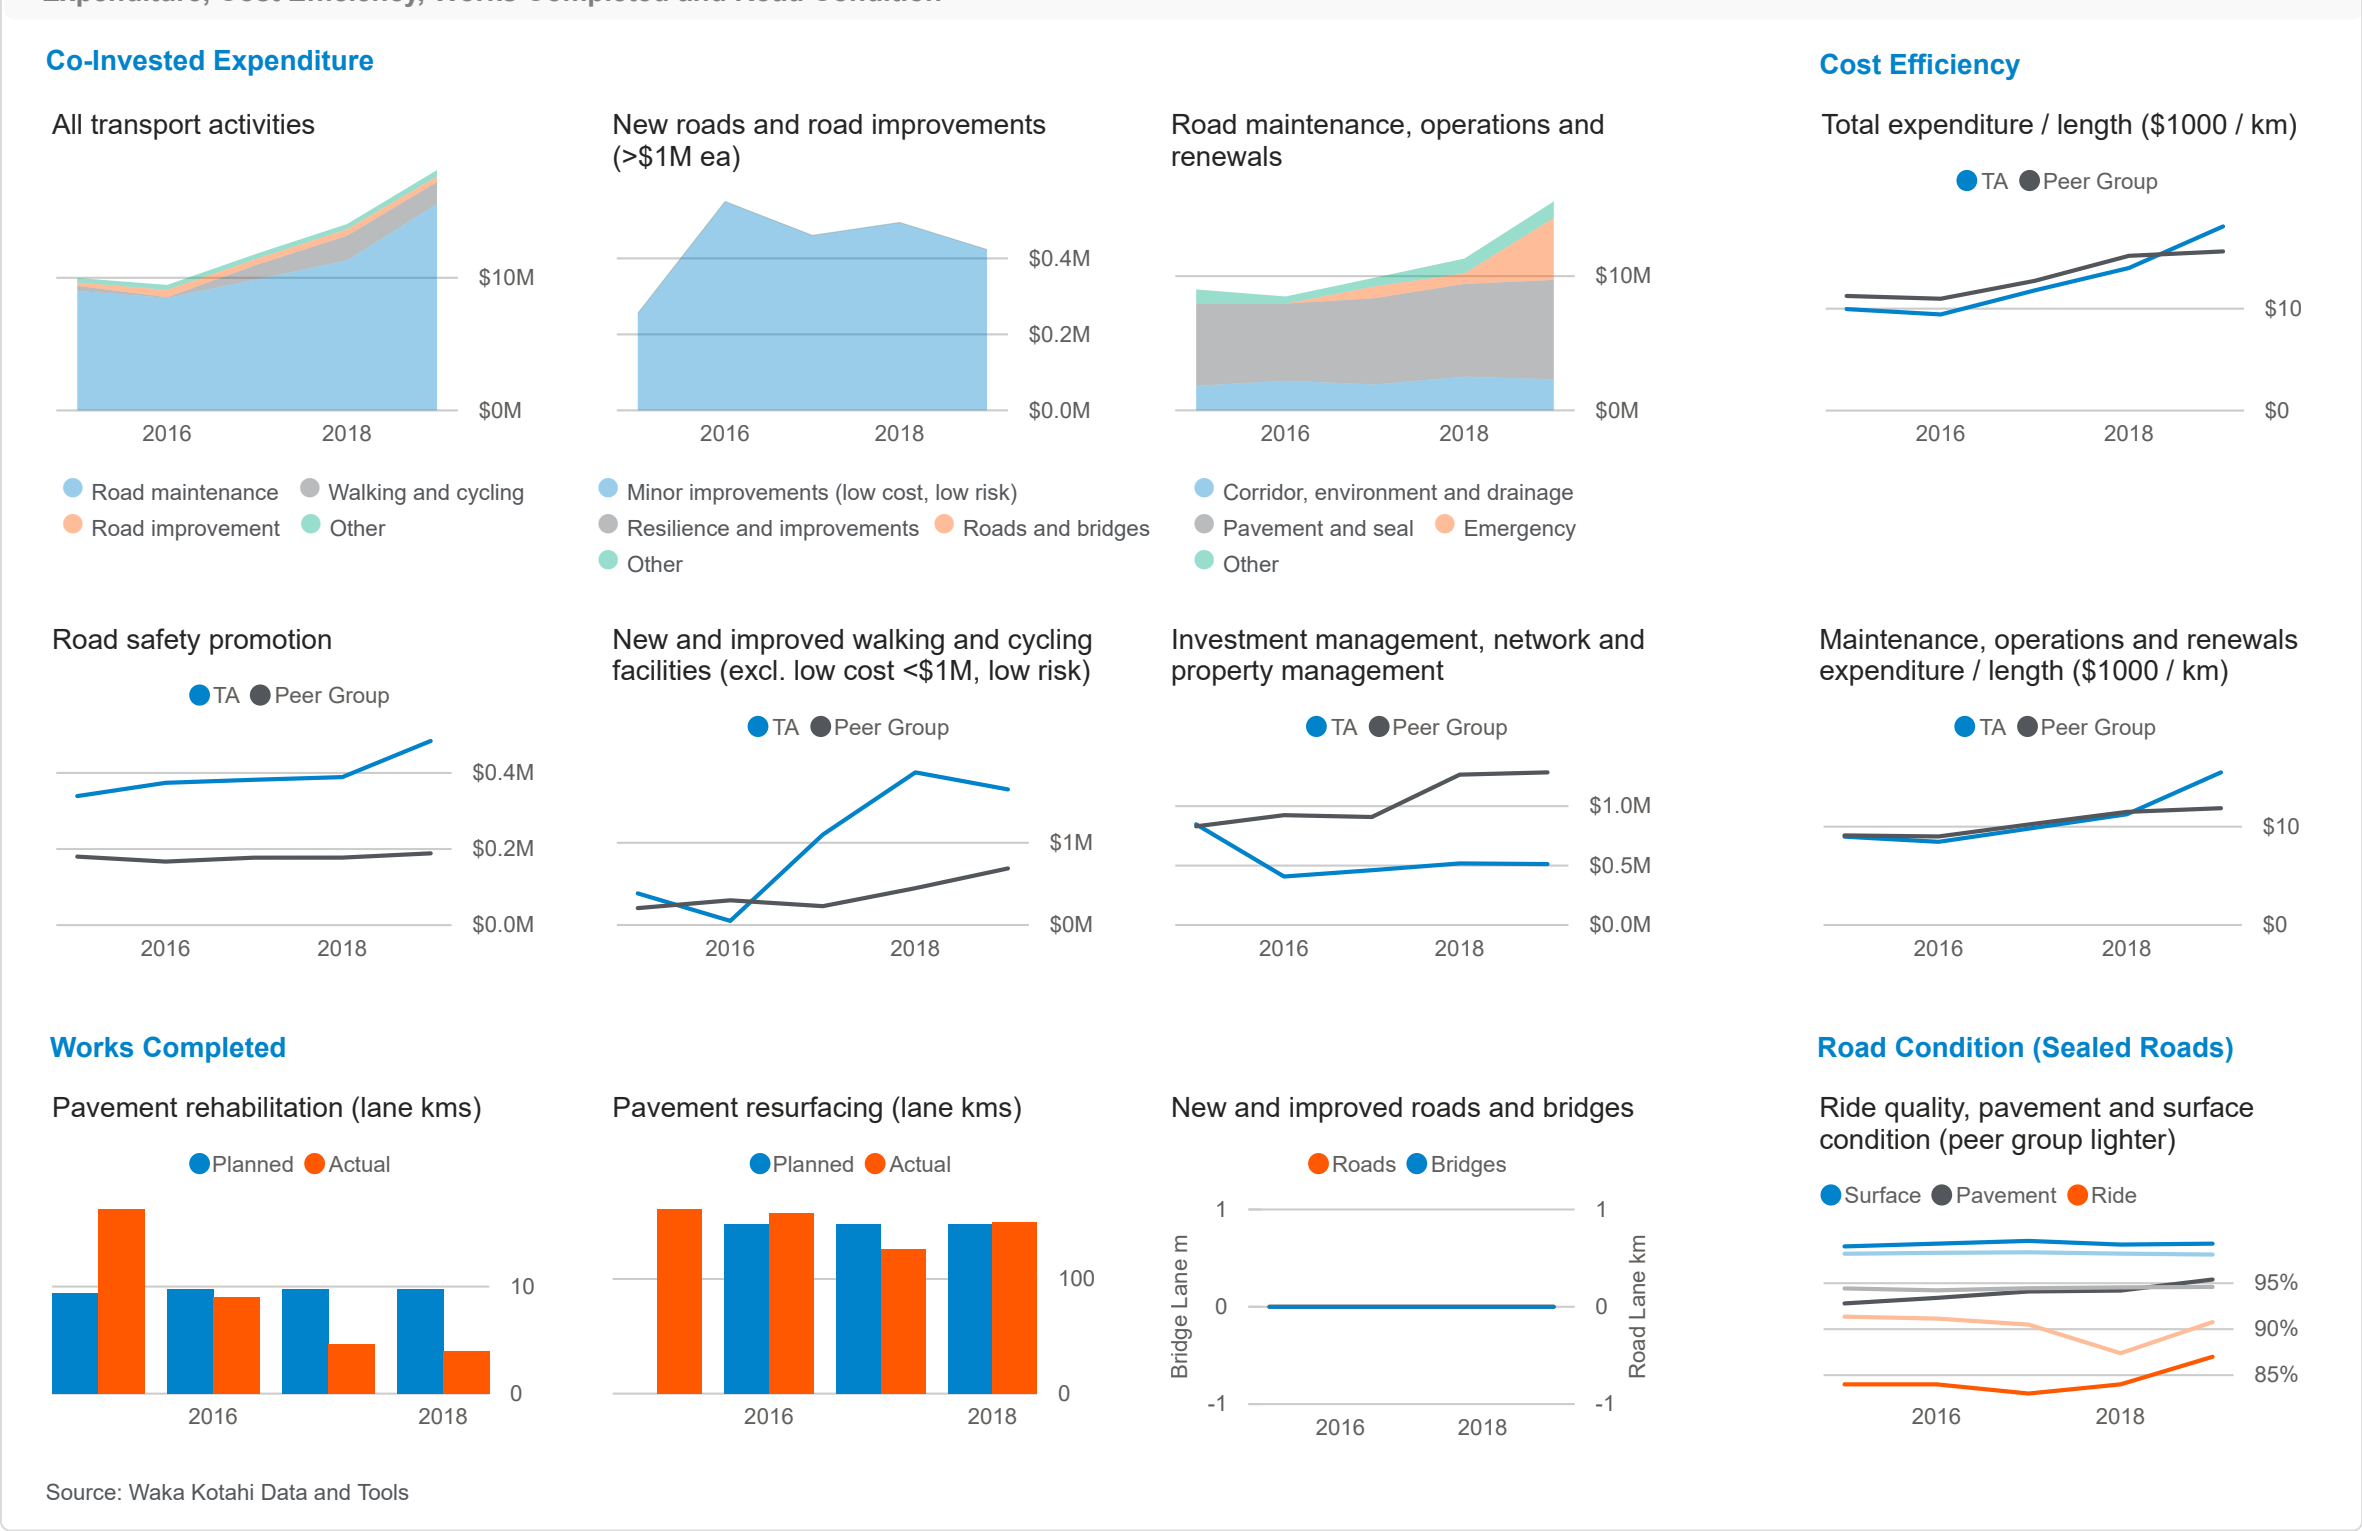 Expenditure, Cost Efficiency, Works Completed and Road Condition
Co-Invested Expenditure
Cost Efficiency
All transport activities
$10M
$0M
2016 2018
Road maintenance Walking and cycling
Road improvement Other
New roads and road improvements
(>$1M ea)
$0.4M
$0.2M
$0.0M
2016 2018
Minor improvements (low cost, low risk)
Resilience and improvements Roads and bridges
Other
Road maintenance, operations and
renewals
$10M
$0M
2016 2018
Corridor, environment and drainage
Pavement and seal Emergency
Other
Total expenditure / length ($1000 / km)
TA Peer Group
$10
$0
2016 2018
Road safety promotion
TA Peer Group
$0.4M
$0.2M
$0.0M
2016 2018
New and improved walking and cycling
facilities (excl. low cost <$1M, low risk)
TA Peer Group
$1M
$0M
2016 2018
Investment management, network and
property management
TA Peer Group
$1.0M
$0.5M
$0.0M
2016 2018
Maintenance, operations and renewals
expenditure / length ($1000 / km)
TA Peer Group
$10
$0
2016 2018
Works Completed
Road Condition (Sealed Roads)
Pavement rehabilitation (lane kms)
Planned Actual
10
0
2016 2018
Pavement resurfacing (lane kms)
Planned Actual
100
0
2016 2018
New and improved roads and bridges
Roads Bridges
1 1
0 0
-1 -1
Bridge Lane m
Road Lane km
2016 2018
Ride quality, pavement and surface
condition (peer group lighter)
Surface Pavement Ride
95%
90%
85%
2016 2018
Source: Waka Kotahi Data and Tools